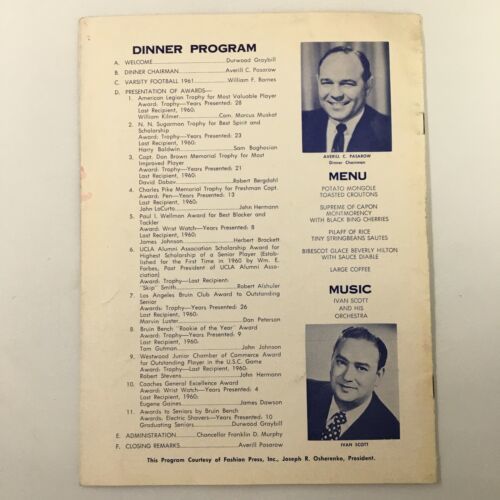 DINNER PROGRAM
A. WELCOME Durwood Graybill
B. DINNER CHAIRMAN Averill C. Pasarow
C. VARSITY FOOTBALL 1961 William F. Barnes
D. PRESENTATION OF AWARDS—
1. American Legion Trophy for Most Valuable Player
Award: Trophy—Years Presented: 28
Last Recipient, 1960:
William Kilmer Com. Marcus Muskat
2. N. N. Sugarman Trophy for Best Spirit and
Scholarship
Award: Trophy—Years Presented: 23
Last Recipient, 1960:
Harry Baldwin Sam Boghosian
3. Capt. Don Brown Memorial Trophy for Most
Improved Player
Award: Trophy—Years Presented: 21
Last Recipient, 1960:
David Dabov Robert Bergdahl
4. Charles Pike Memorial Trophy for Freshman Capt.
Award: Pen—Years Presented: 13
Last Recipient, 1960:
John LoCurto John Hermann
5. Paul I. Wellman Award for Best Blocker and
Tackler
Award: Wrist Watch—Years Presented: 8
Last Recipient, 1960:
James Johnson Herbert Brackett
6. UCLA Alumni Association Scholarship Award for
Highest Scholarship of a Senior Player (Estab-
lished for the First Time in 1960 by Wm. E.
Forbes, Past President of UCLA Alumni Asso-
ciation)
Award: Trophy—Last Recipient:
"Skip" Smith Robert Alshuler
7. Los Angeles Bruin Club Award to Outstanding
Senior
Awards: Trophy—Years Presented: 26
Last Recipient, 1960:
Marvin Luster Dan Peterson
8. Bruin Bench "Rookie of the Year" Award
Award: Trophy—Years Presented: 9
Last Recipient, 1960:
Tom Gutman John Johnson
9. Westwood Junior Chamber of Commerce Award
for Outstanding Player in the U.S.C. Game
Award: Trophy—Last Recipient, 1960:
Robert Stevens John Hermann
10. Coaches General Excellence Award
Award: Wrist Watch—Years Presented: 4
Last Recipient, 1960:
Eugene Gaines James Dawson
11. Awards to Seniors by Bruin Bench
Awards: Electric Shavers—Years Presented: 10
Graduating Seniors Durwood Graybill
E. ADMINISTRATION Chancellor Franklin D. Murphy
F. CLOSING REMARKS Averill Pasarow
AVERILL C. PASAROW
Dinner Chairman
MENU
POTATO MONGOLE
TOASTED CROUTONS
SUPREME OF CAPON
MONTMORENCY
WITH BLACK BING CHERRIES
PILAFF OF RICE
TINY STRINGBEANS SAUTES
BIBESCOT GLACE BEVERLY HILTON
WITH SAUCE DIABLE
LARGE COFFEE
MUSIC
IVAN SCOTT
AND HIS
ORCHESTRA
IVAN SCOTT
This Program Courtesy of Fashion Press, Inc., Joseph R. Osherenko, President.